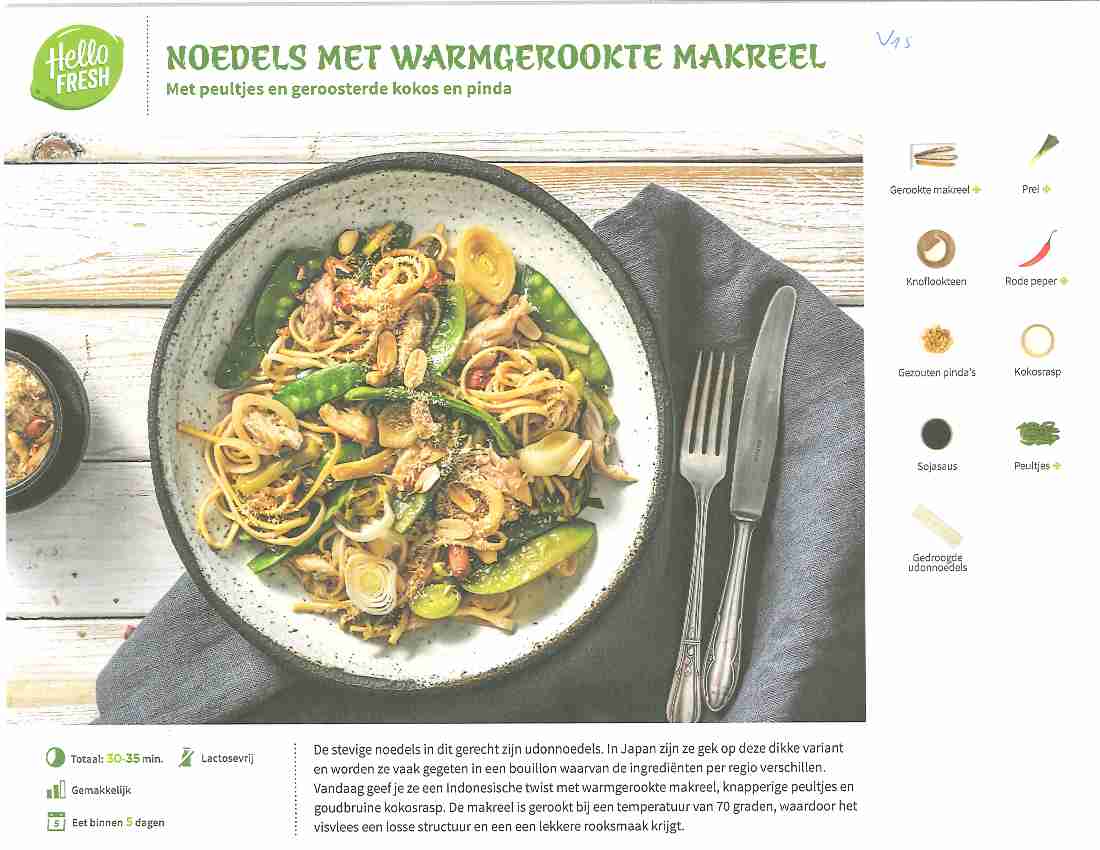 Hello
FRESH
NOEDELS MET WARMGEROOKTE MAKREEL
Met peultjes en geroosterde kokos en pinda
V15
Gerookte makreel
Prei
Knoflookteen
Rode peper
Gezouten pinda's
Kokosrasp
Sojasaus
Peultjes
Gedroogde
udonnoedels
Totaal: 30-35 min.
Lactosevrij
Gemakkelijk
5
Eet binnen 5 dagen
De stevige noedels in dit gerecht zijn udonnoedels. In Japan zijn ze gek op deze dikke variant
en worden ze vaak gegeten in een bouillon waarvan de ingrediënten per regio verschillen.
Vandaag geef je ze een Indonesische twist met warmgerookte makreel, knapperige peultjes en
goudbruine kokosrasp. De makreel is gerookt bij een temperatuur van 70 graden, waardoor het
visvlees een losse structuur en een een lekkere rooksmaak krijgt.